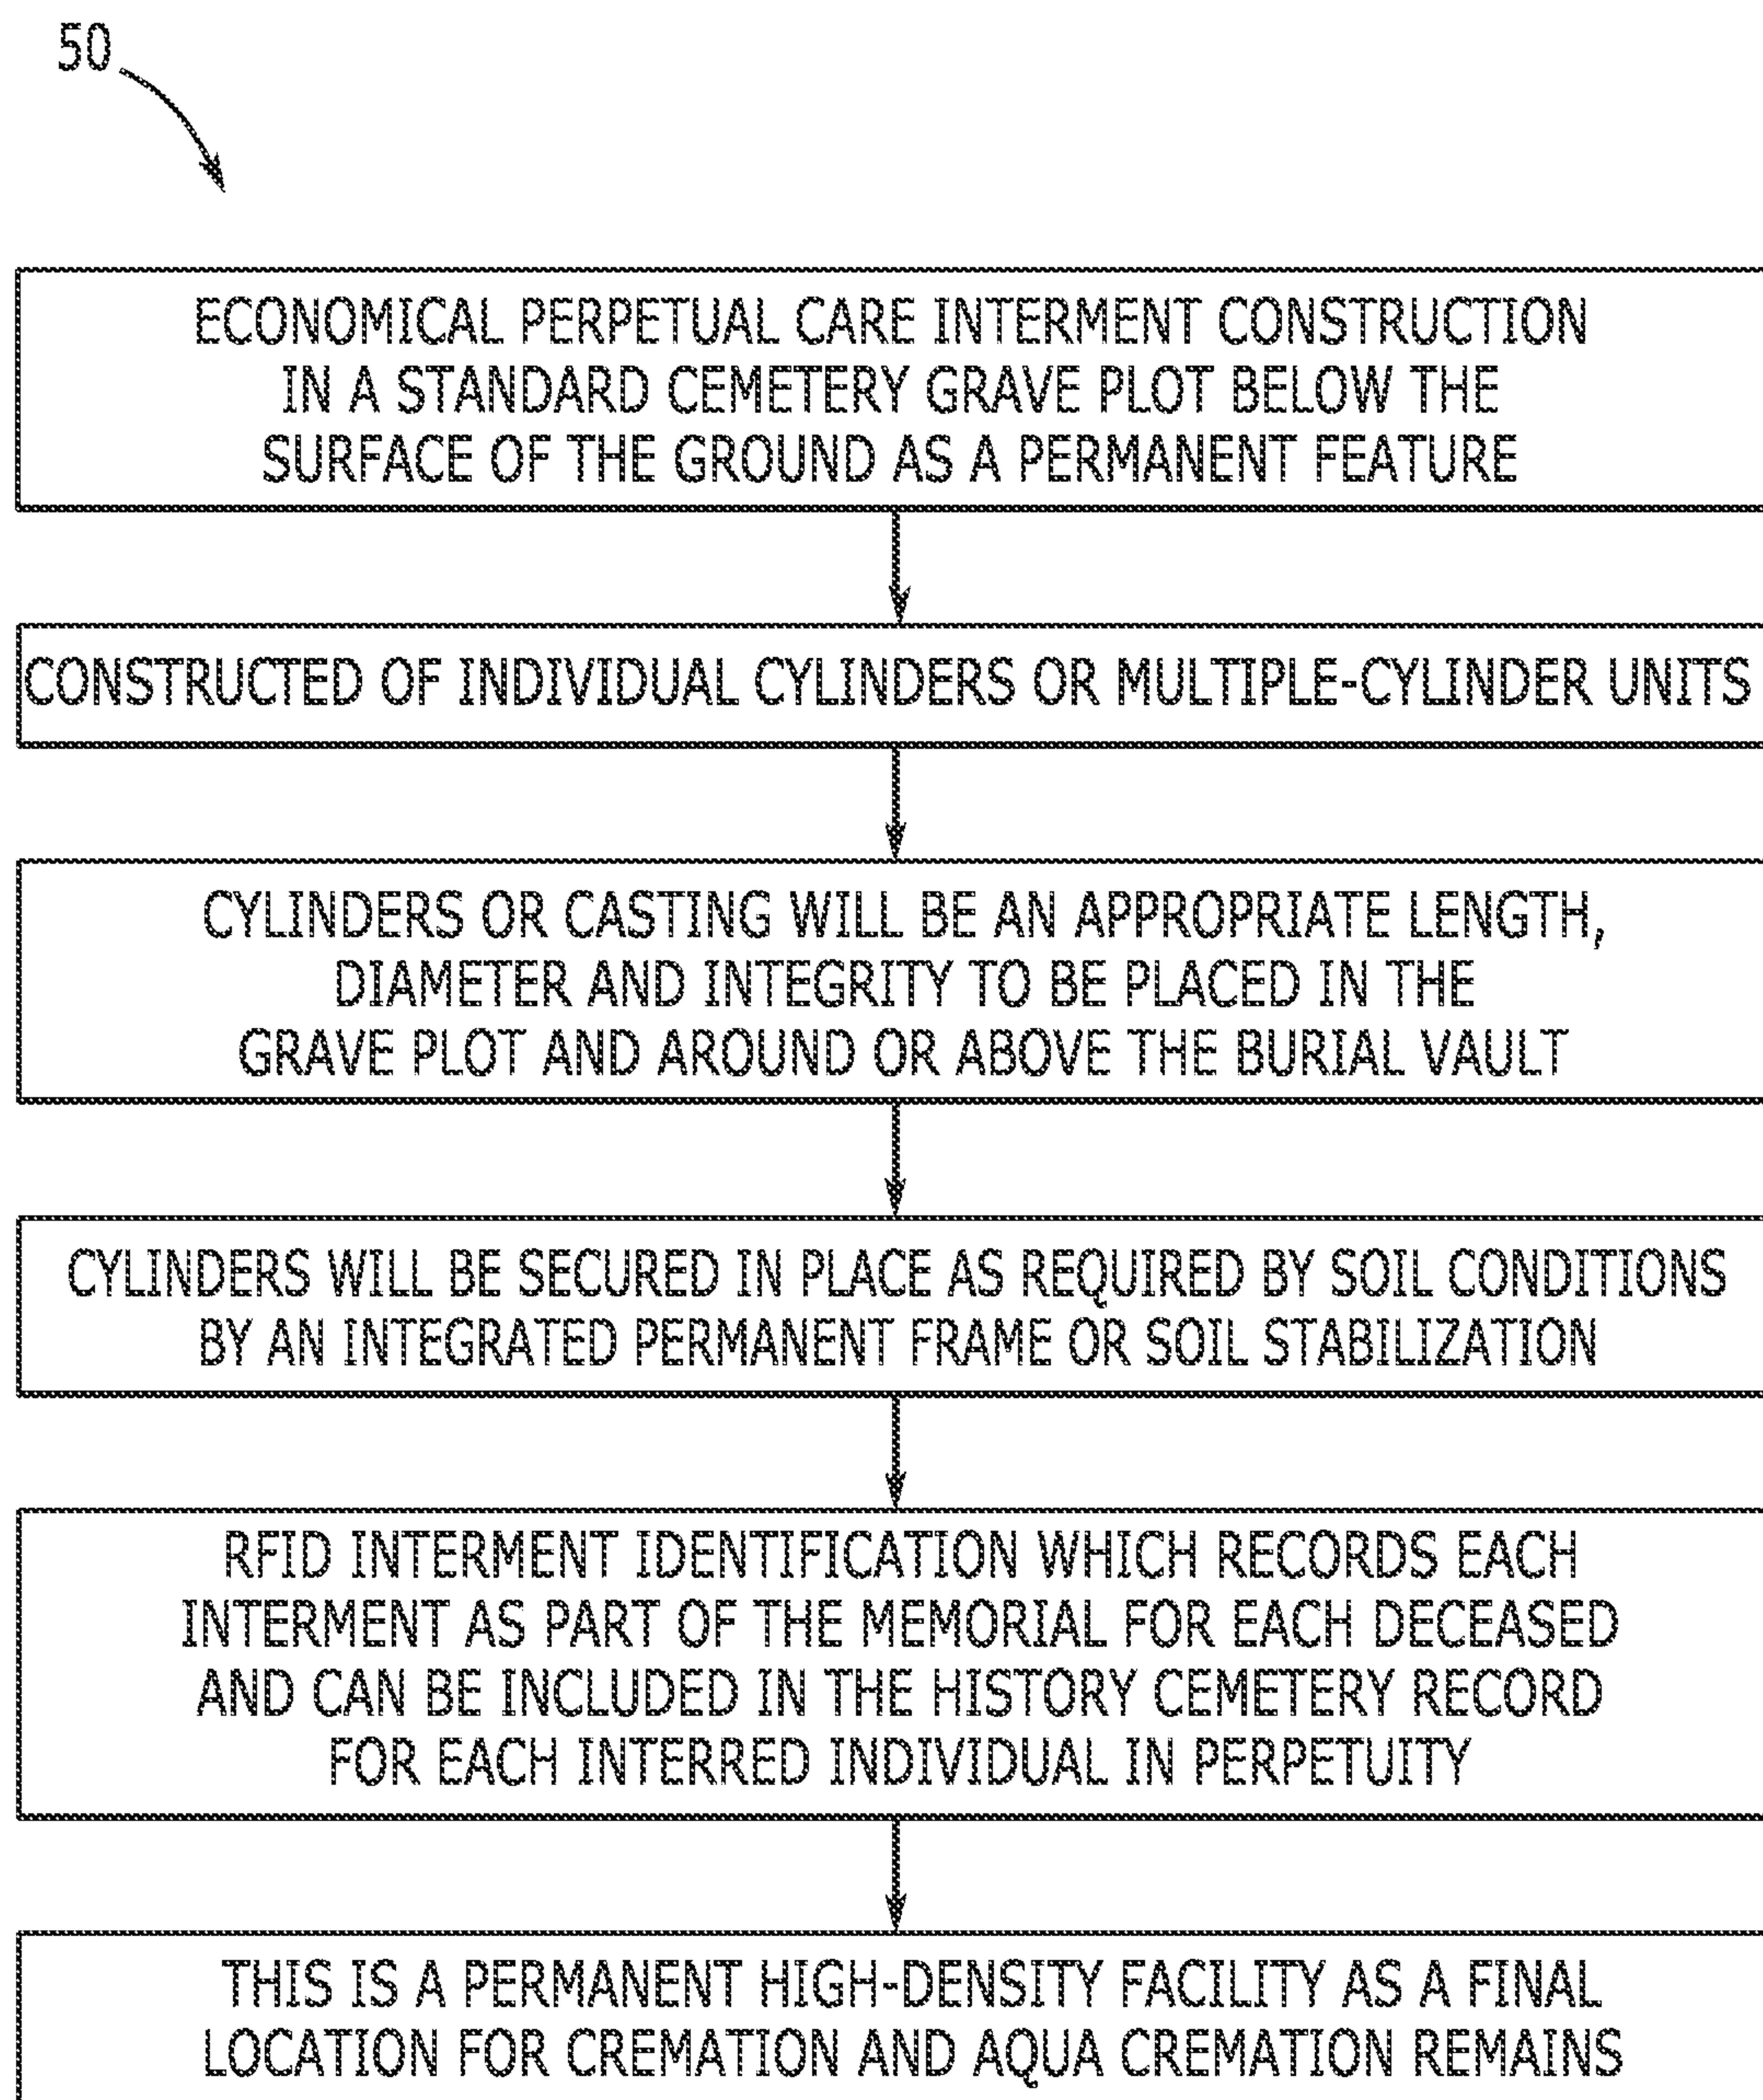 50
ECONOMICAL PERPETUAL CARE INTERMENT CONSTRUCTION
IN A STANDARD CEMETERY GRAVE PLOT BELOW THE
SURFACE OF THE GROUND AS A PERMANENT FEATURE
CONSTRUCTED OF INDIVIDUAL CYLINDERS OR MULTIPLE-CYLINDER UNITS
CYLINDERS OR CASTING WILL BE AN APPROPRIATE LENGTH,
DIAMETER AND INTEGRITY TO BE PLACED IN THE
GRAVE PLOT AND AROUND OR ABOVE THE BURIAL VAULT
CYLINDERS WILL BE SECURED IN PLACE AS REQUIRED BY SOIL CONDITIONS
BY AN INTEGRATED PERMANENT FRAME OR SOIL STABILIZATION
RFID INTERMENT IDENTIFICATION WHICH RECORDS EACH
INTERMENT AS PART OF THE MEMORIAL FOR EACH DECEASED
AND CAN BE INCLUDED IN THE HISTORY CEMETERY RECORD
FOR EACH INTERRED INDIVIDUAL IN PERPETUITY
THIS IS A PERMANENT HIGH-DENSITY FACILITY AS A FINAL
LOCATION FOR CREMATION AND AQUA CREMATION REMAINS